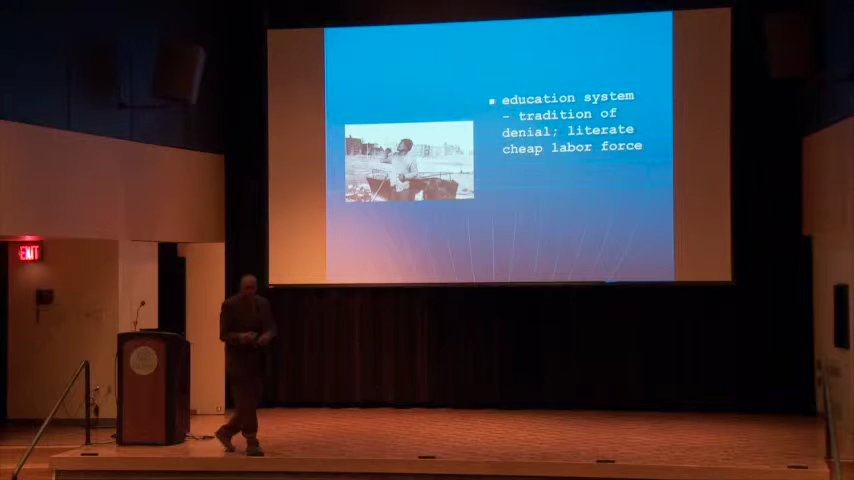 education system
- tradition of
denial; literate
cheap labor force
EXIT